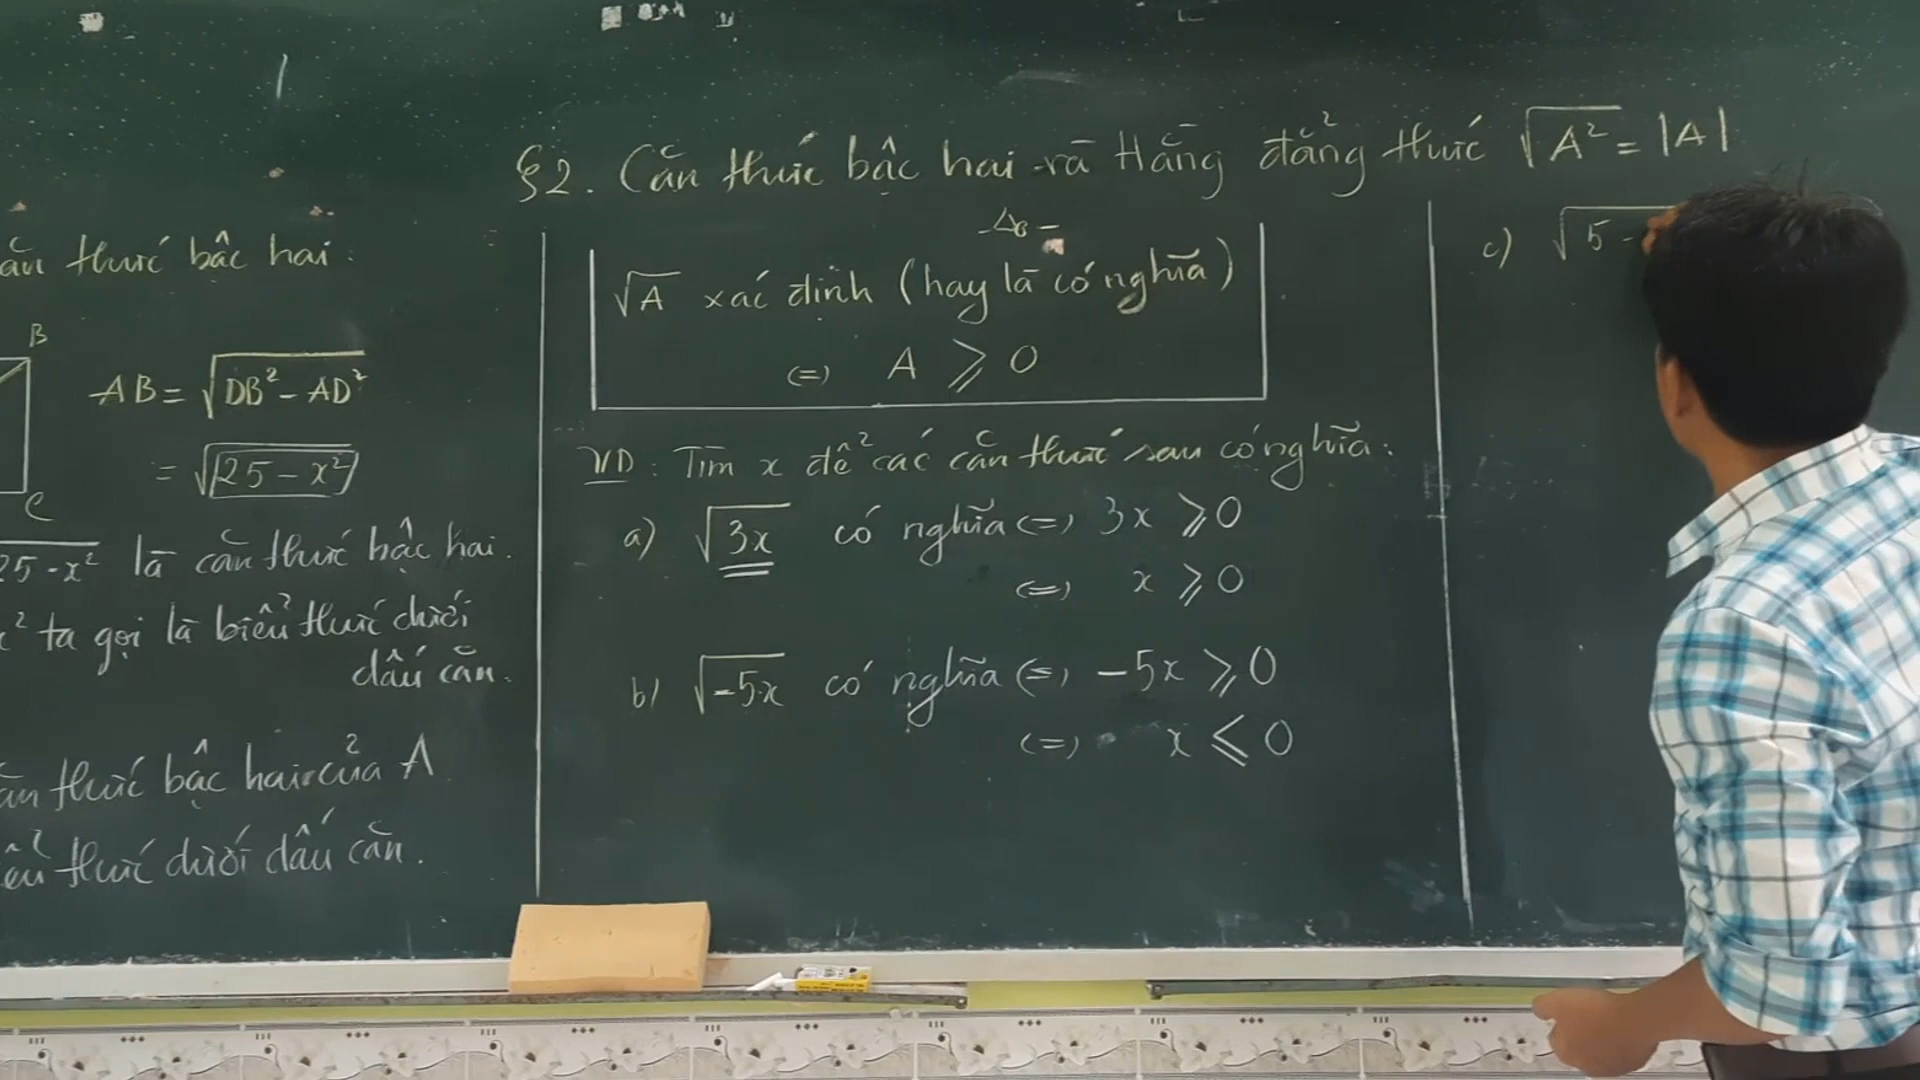 §2. Căn thức bậc hai và Hằng đẳng thức √A² = |A|
căn thức bậc hai:
B
AB = √DB² - AD²
= √25 - x²
C
√25 - x² là căn thức bậc hai.
x² ta gọi là biểu thức dưới
dấu căn.
căn thức bậc hai của A
thức dưới dấu căn.
√A xác định (hay là có nghĩa)
<=> A ⩾ 0
VD: Tìm x để các căn thức sau có nghĩa:
a) √3x có nghĩa <=> 3x ⩾ 0
<=> x ⩾ 0
b) √-5x có nghĩa <=> -5x ⩾ 0
<=> x ⩽ 0
c) √5 -